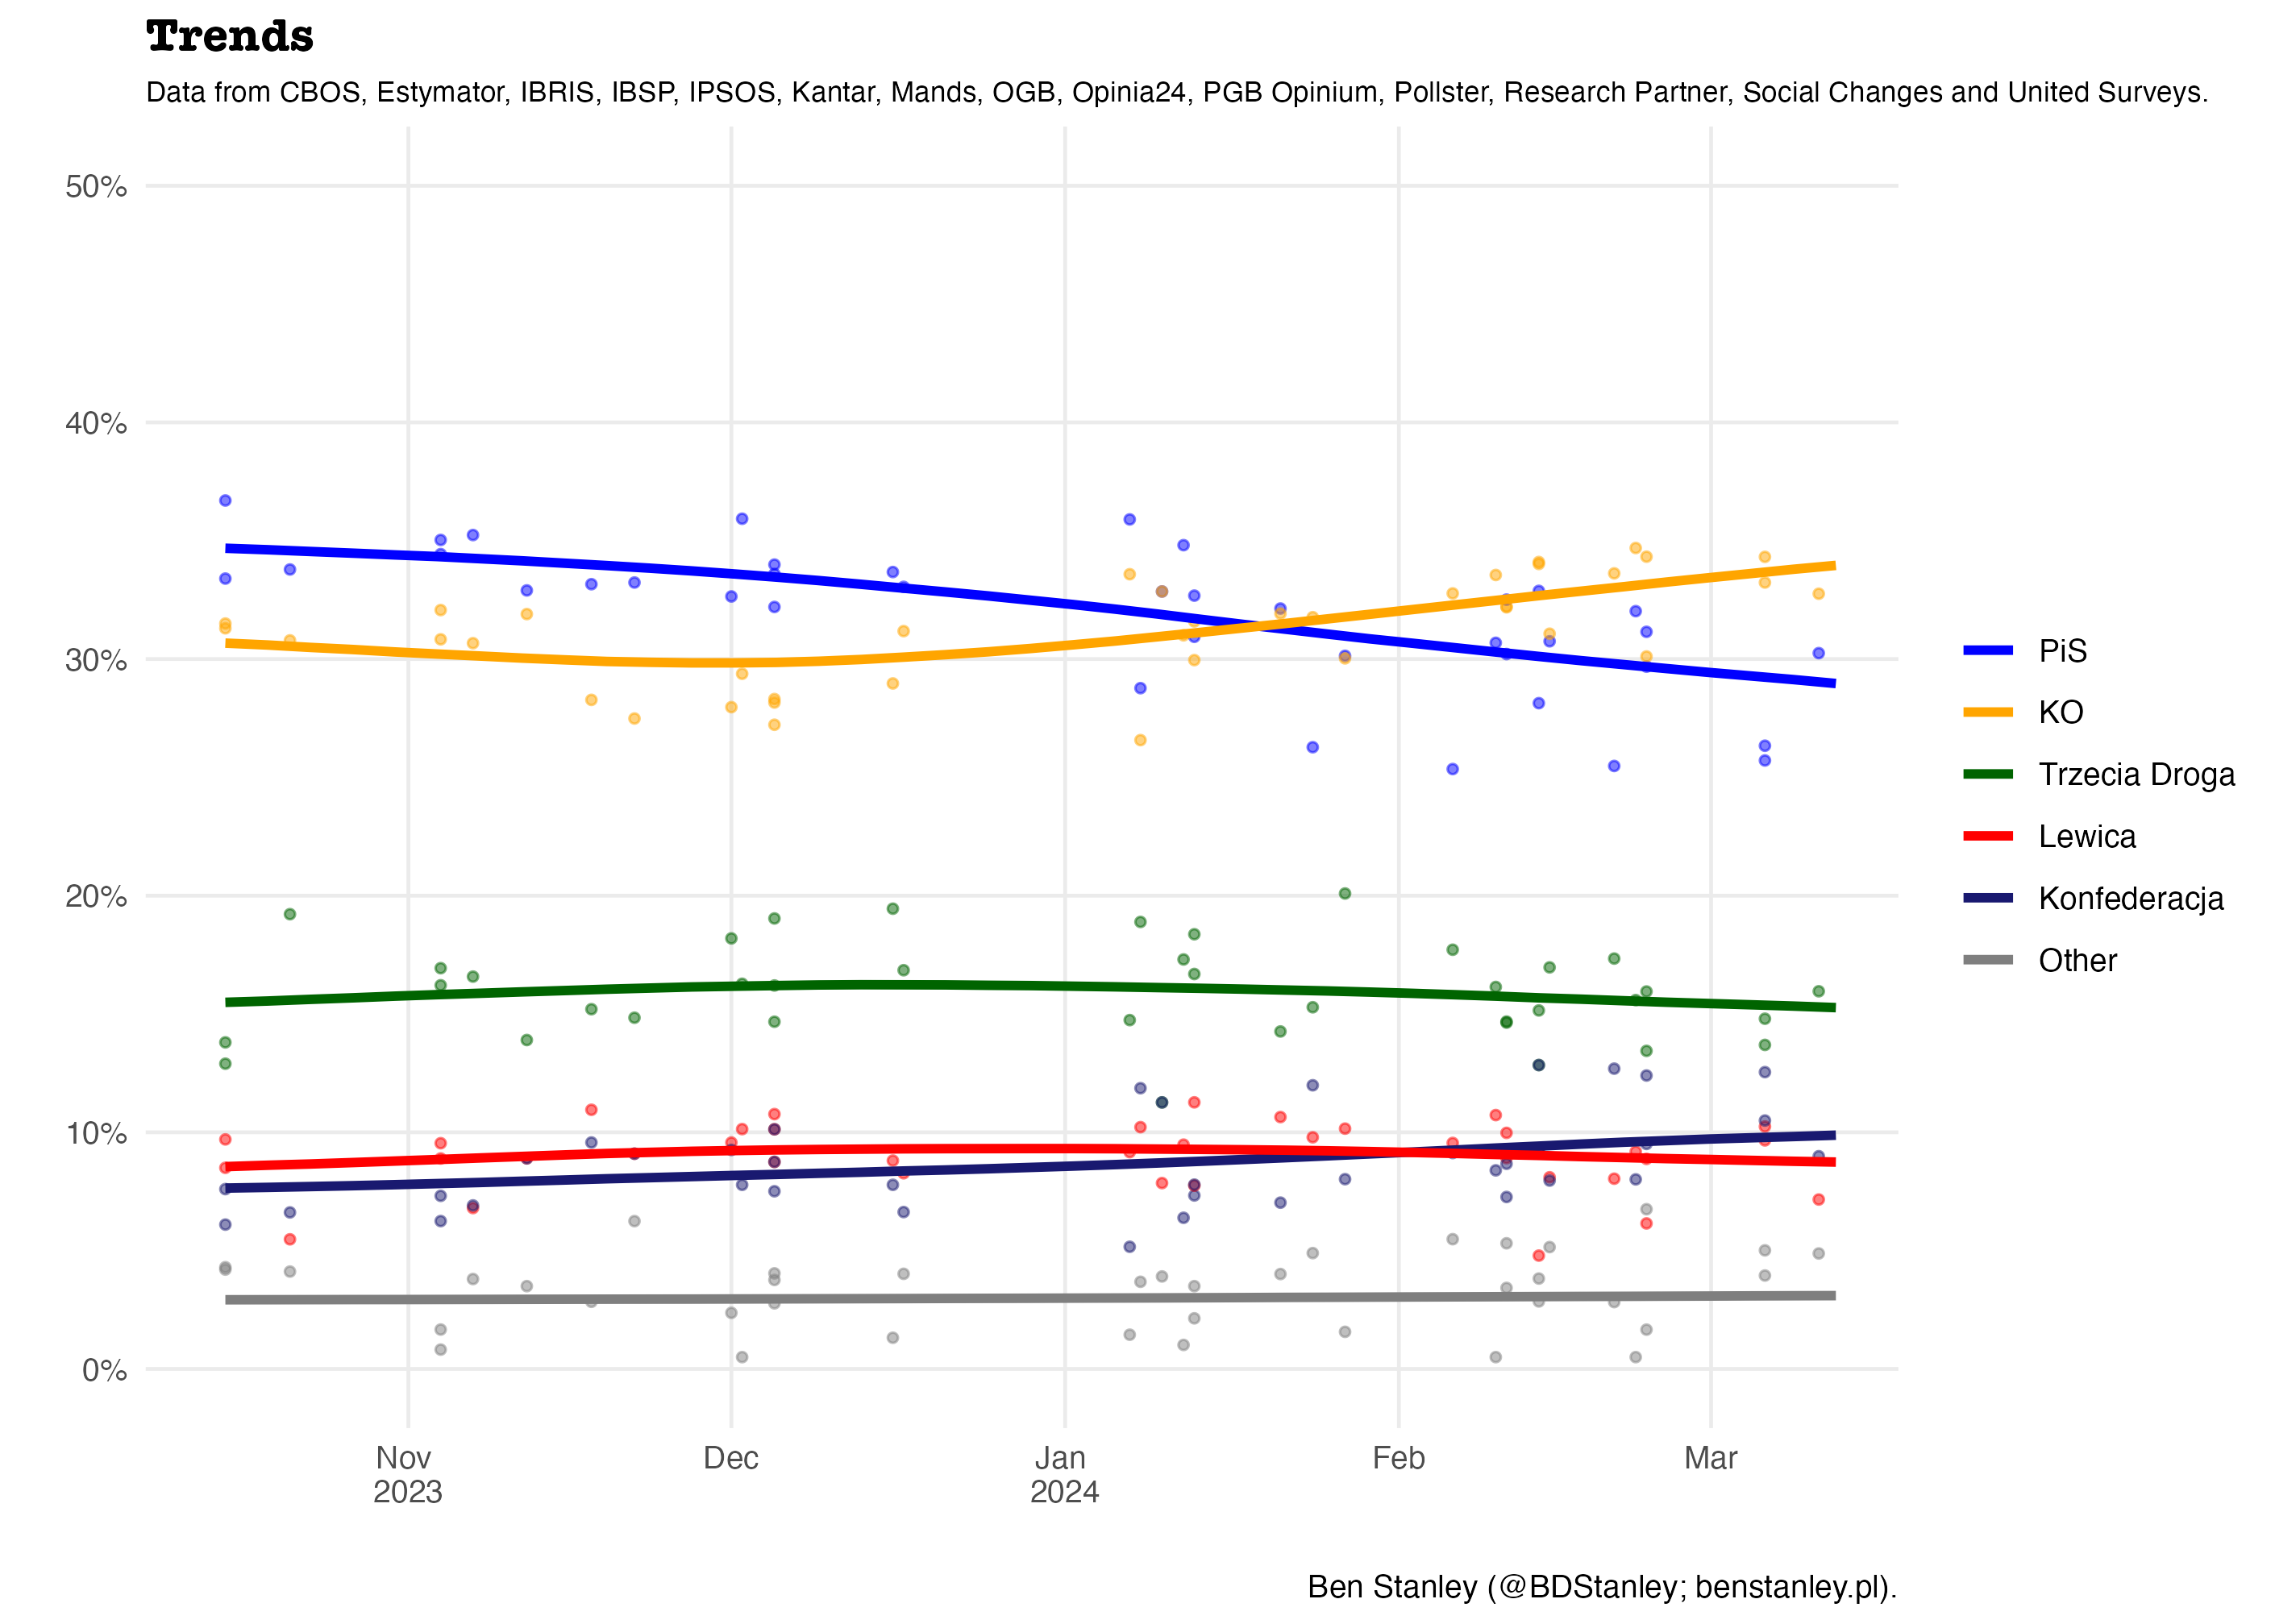 Trends
Data from CBOS, Estymator, IBRIS, IBSP, IPSOS, Kantar, Mands, OGB, Opinia24, PGB Opinium, Pollster, Research Partner, Social Changes and United Surveys.
50%
40%
30%
20%
10%
0%
Nov
2023
Dec
Jan
2024
Feb
Mar
PiS
KO
Trzecia Droga
Lewica
Konfederacja
Other
Ben Stanley (@BDStanley; benstanley.pl).